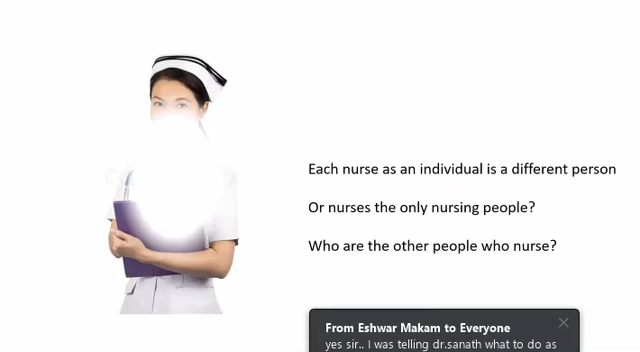 Each nurse as an individual is a different person
Or nurses the only nursing people?
Who are the other people who nurse?
From Eshwar Makam to Everyone
yes sir.. I was telling dr.sanath what to do as